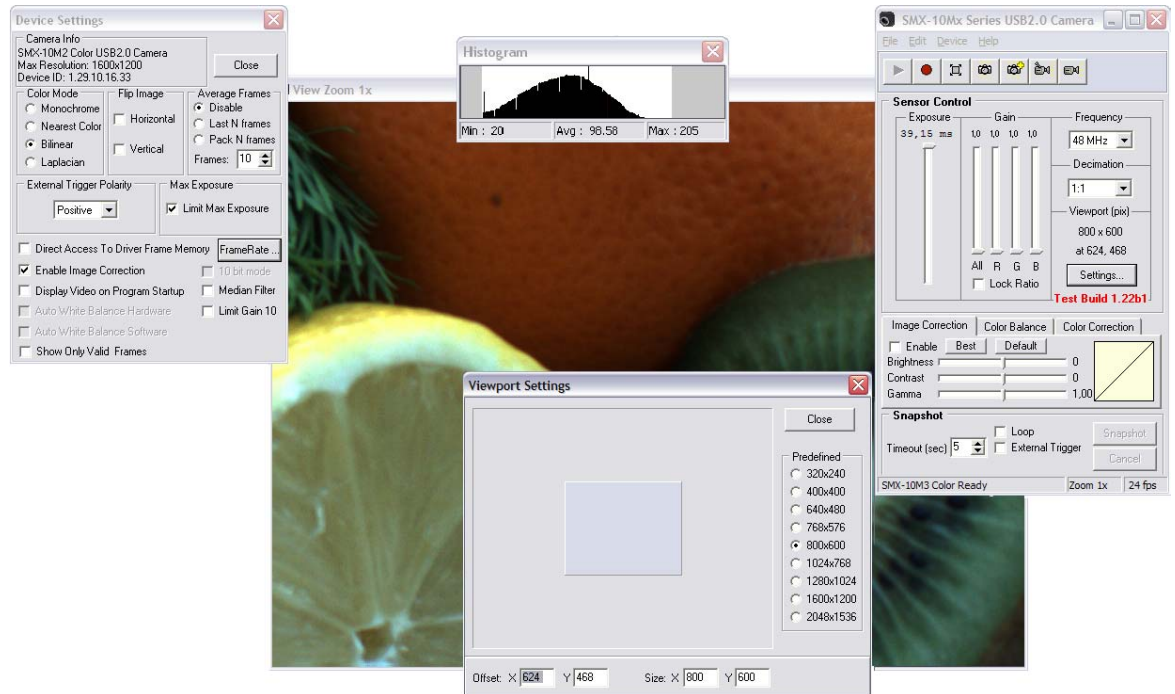 Device Settings
Camera Info
SMX-10M2 Color USB2.0 Camera
Max Resolution: 1600x1200
Device ID: 1.29.10.16.33
Close
Color Mode
Monochrome
Nearest Color
Bilinear
Laplacian
Flip Image
Horizontal
Vertical
Average Frames
Disable
Last N frames
Pack N frames
Frames: 10
External Trigger Polarity
Positive
Max Exposure
Limit Max Exposure
Direct Access To Driver Frame Memory
FrameRate ...
Enable Image Correction
10 bit mode
Display Video on Program Startup
Median Filter
Auto White Balance Hardware
Limit Gain 10
Auto White Balance Software
Show Only Valid Frames
View Zoom 1x
Histogram
Min : 20
Avg : 98.58
Max : 205
Viewport Settings
Close
Predefined
320x240
400x400
640x480
768x576
800x600
1024x768
1280x1024
1600x1200
2048x1536
Offset: X 624 Y 468 Size: X 800 Y 600
SMX-10Mx Series USB2.0 Camera
File Edit Device Help
Sensor Control
Exposure
39,15 ms
Gain
1,0 1,0 1,0 1,0
All R G B
Lock Ratio
Frequency
48 MHz
Decimation
1:1
Viewport (pix)
800 x 600
at 624, 468
Settings...
Test Build 1.22b1
Image Correction Color Balance Color Correction
Enable Best Default
Brightness 0
Contrast 0
Gamma 1,00
Snapshot
Timeout (sec) 5
Loop
External Trigger
Snapshot
Cancel
SMX-10M3 Color Ready Zoom 1x 24 fps